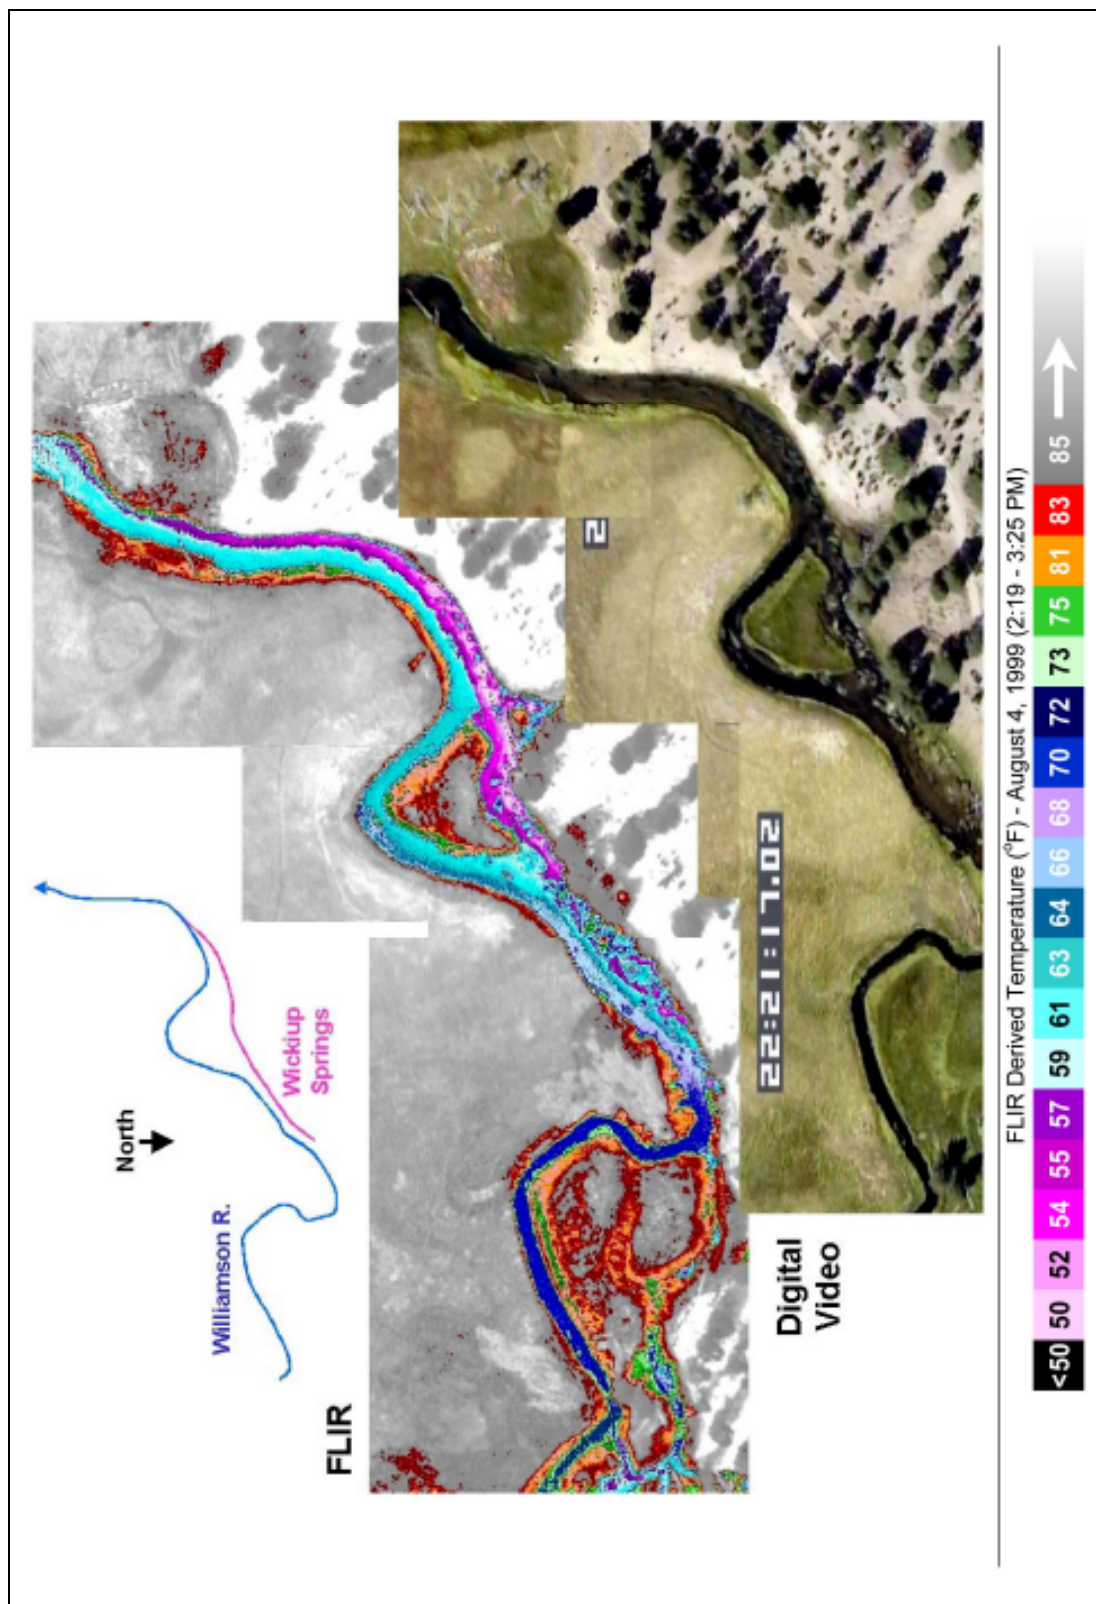 North
Williamson R.
Wickiup
Springs
FLIR
Digital
Video
2
22:21:17.02
FLIR Derived Temperature (°F) - August 4, 1999 (2:19 - 3:25 PM)
<50 50 52 54 55 57 59 61 63 64 66 68 70 72 73 75 81 83 85